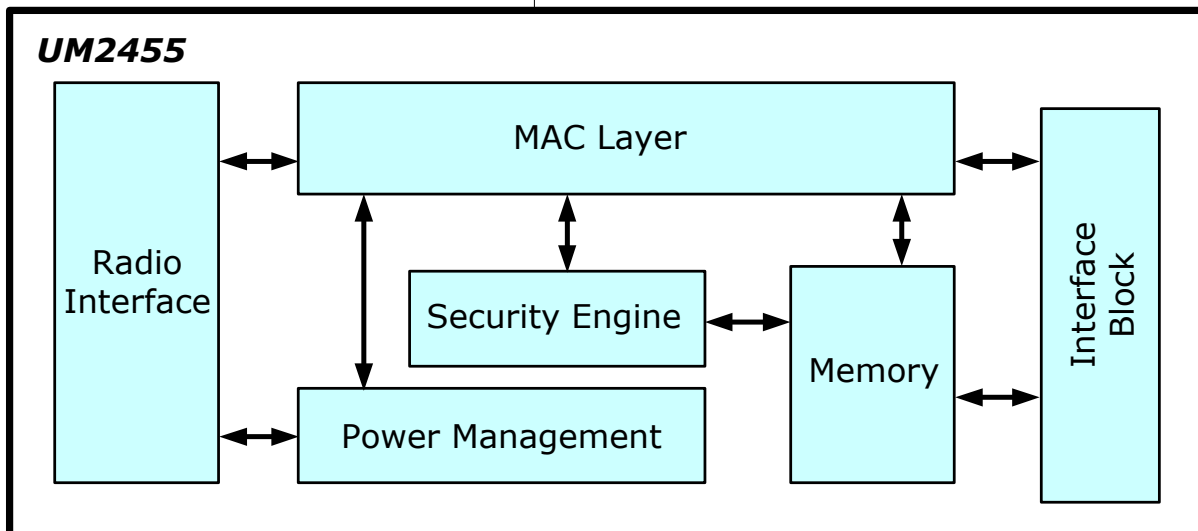 UM2455
MAC Layer
Radio
Interface
Security Engine
Memory
Power Management
Interface
Block